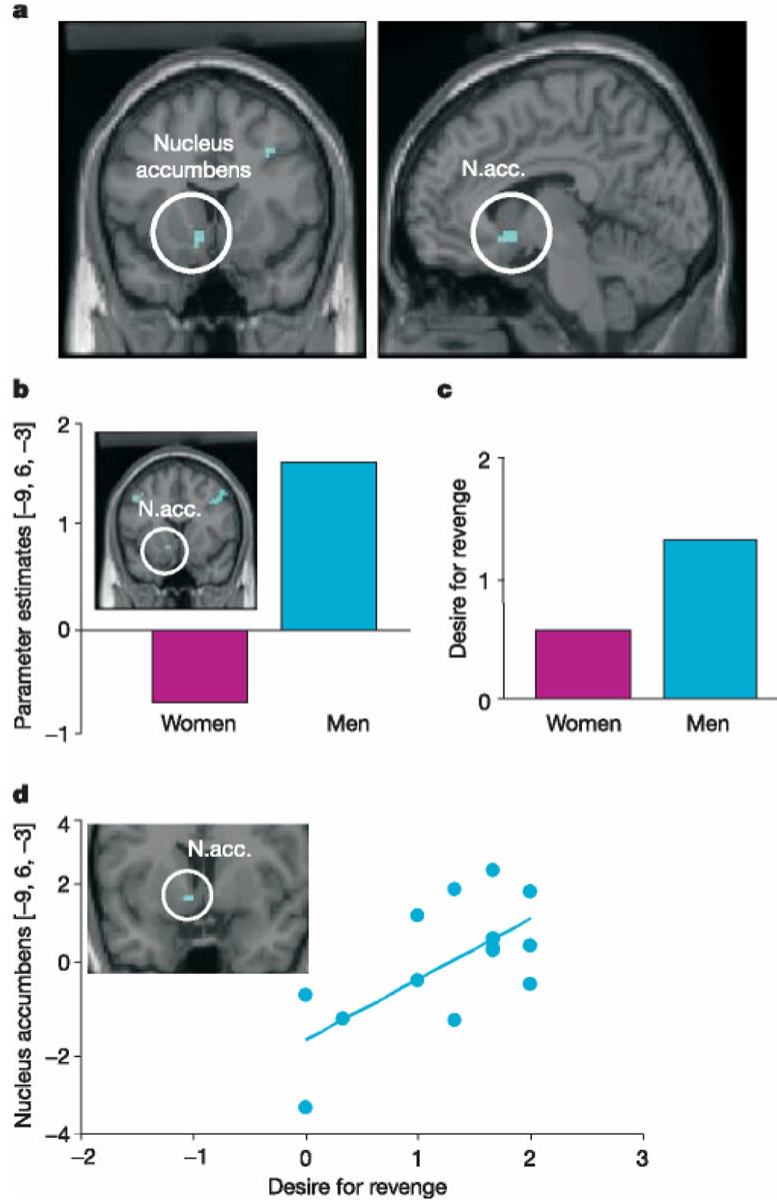 a
Nucleus
accumbens
N.acc.
b
c
Parameter estimates [–9, 6, –3]
2
1
0
–1
N.acc.
Women
Men
Desire for revenge
2
1
0
Women
Men
d
Nucleus accumbens [–9, 6, –3]
4
2
0
–2
–4
N.acc.
–2
–1
0
1
2
3
Desire for revenge